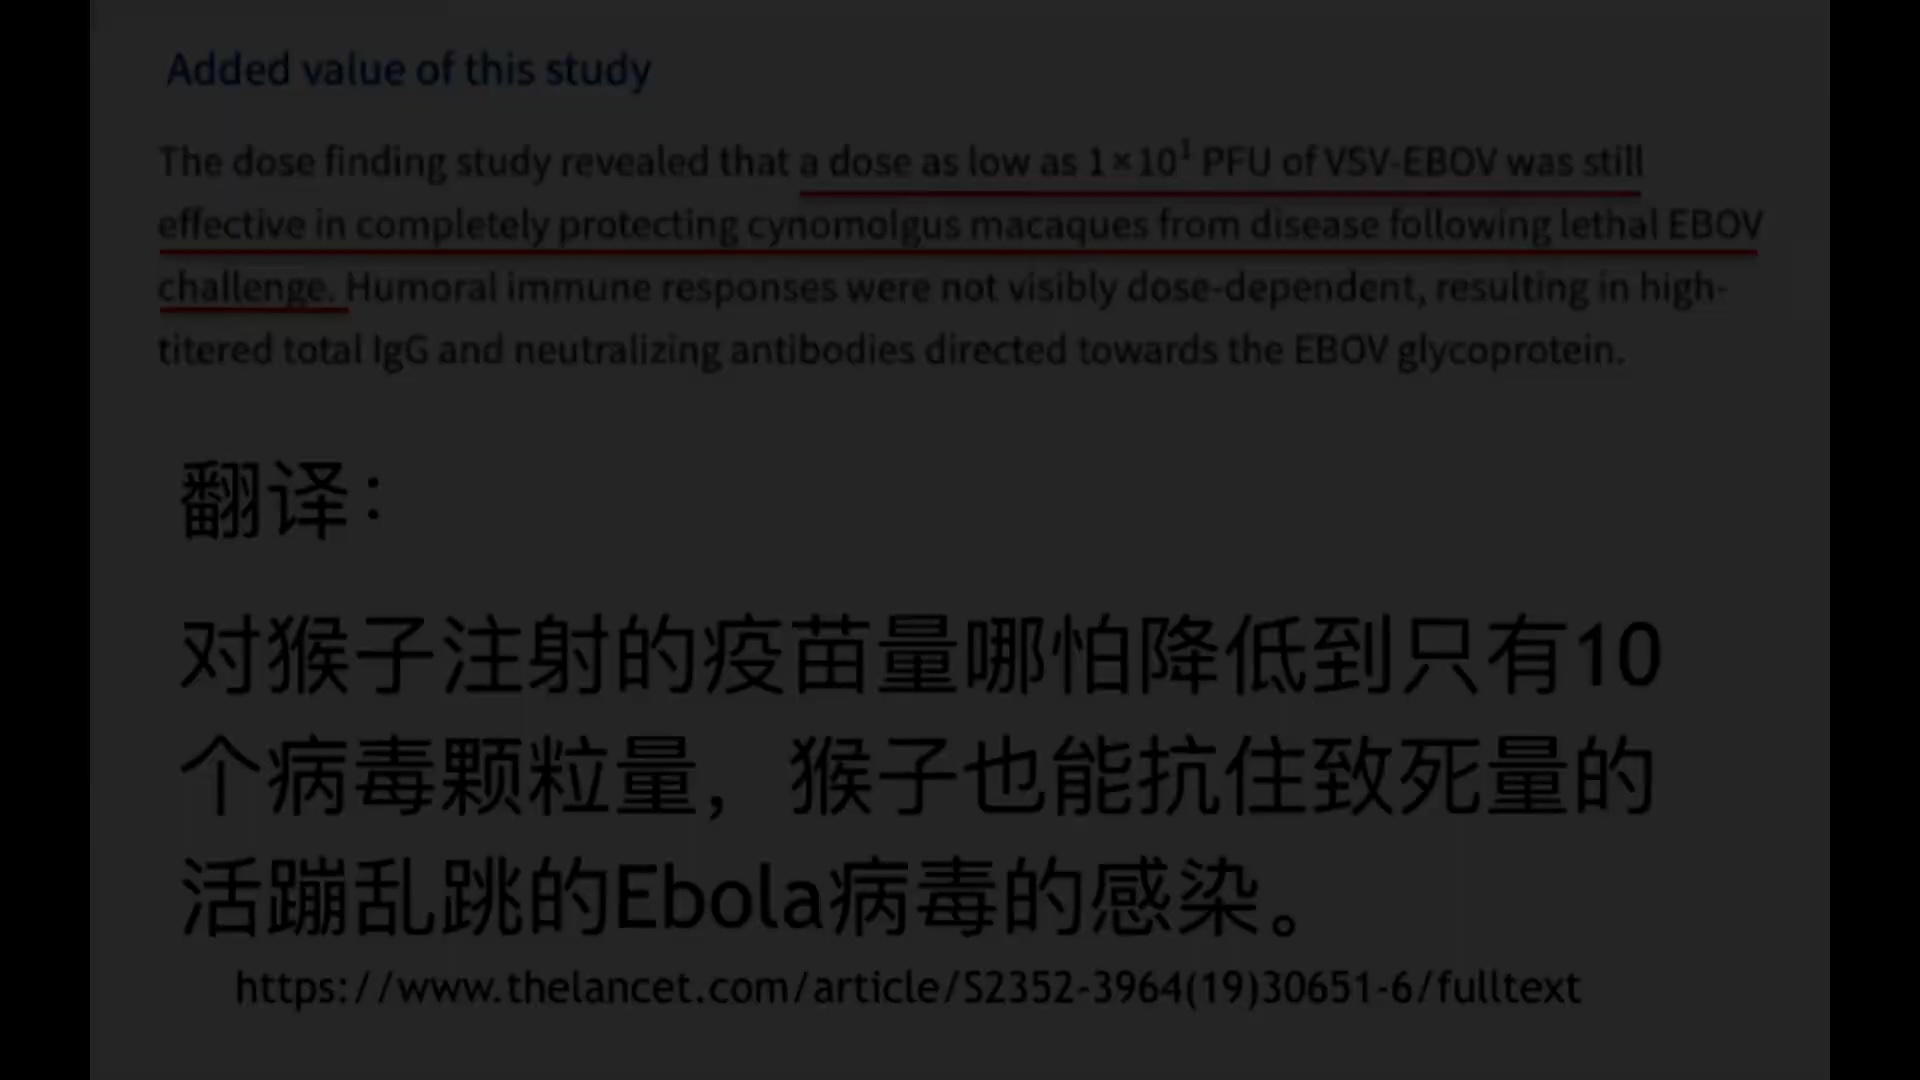 Added value of this study
The dose finding study revealed that a dose as low as 1×10¹ PFU of VSV-EBOV was still
effective in completely protecting cynomolgus macaques from disease following lethal EBOV
challenge. Humoral immune responses were not visibly dose-dependent, resulting in high-
titered total IgG and neutralizing antibodies directed towards the EBOV glycoprotein.
翻译：
对猴子注射的疫苗量哪怕降低到只有10
个病毒颗粒量，猴子也能抗住致死量的
活蹦乱跳的Ebola病毒的感染。
https://www.thelancet.com/article/S2352-3964(19)30651-6/fulltext